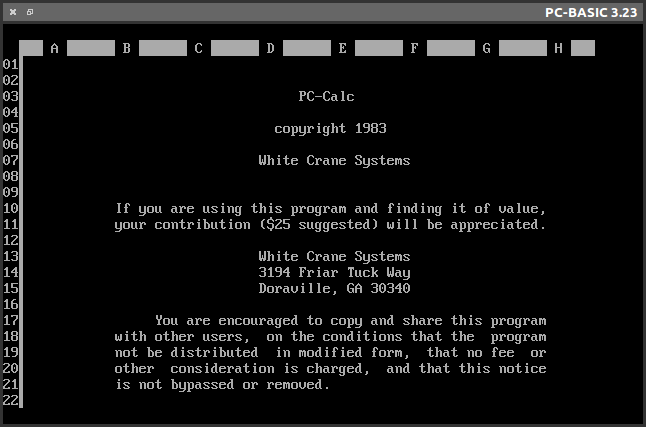 PC-BASIC 3.23
A B C D E F G H
01
02
03 PC-Calc
04
05 copyright 1983
06
07 White Crane Systems
08
09
10 If you are using this program and finding it of value,
11 your contribution ($25 suggested) will be appreciated.
12
13 White Crane Systems
14 3194 Friar Tuck Way
15 Doraville, GA 30340
16
17 You are encouraged to copy and share this program
18 with other users, on the conditions that the program
19 not be distributed in modified form, that no fee or
20 other consideration is charged, and that this notice
21 is not bypassed or removed.
22